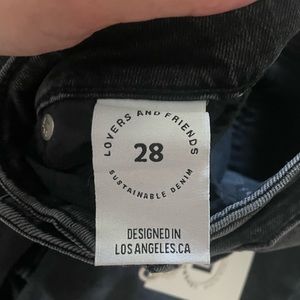 LOVERS AND FRIENDS
28
SUSTAINABLE DENIM
DESIGNED IN
LOS ANGELES.CA